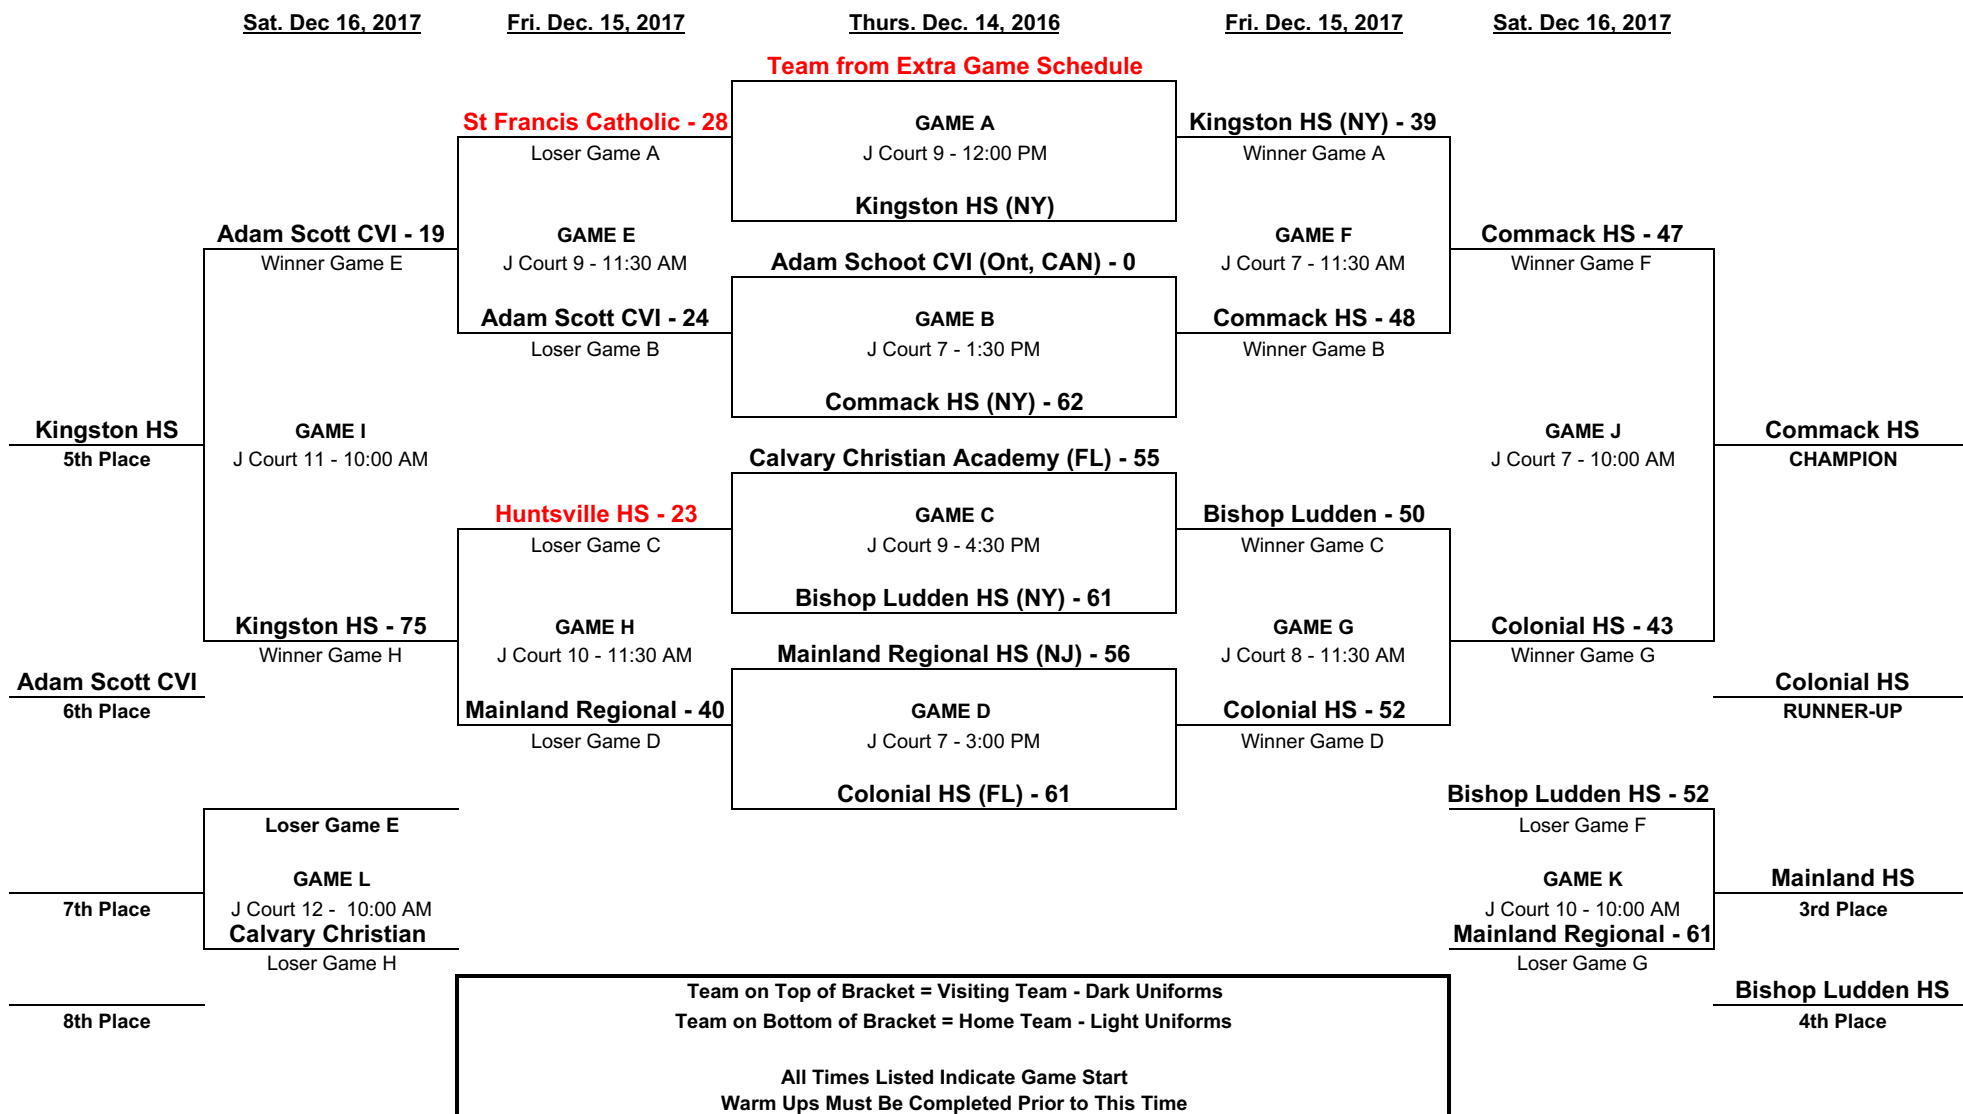 Sat. Dec 16, 2017 Fri. Dec. 15, 2017 Thurs. Dec. 14, 2016 Fri. Dec. 15, 2017 Sat. Dec 16, 2017
Team from Extra Game Schedule
St Francis Catholic - 28 GAME A Kingston HS (NY) - 39
Loser Game A J Court 9 - 12:00 PM Winner Game A
Kingston HS (NY)
Adam Scott CVI - 19 GAME E GAME F Commack HS - 47
Winner Game E J Court 9 - 11:30 AM Adam Schoot CVI (Ont, CAN) - 0 J Court 7 - 11:30 AM Winner Game F
Adam Scott CVI - 24 GAME B Commack HS - 48
Loser Game B J Court 7 - 1:30 PM Winner Game B
Commack HS (NY) - 62
Kingston HS GAME I GAME J Commack HS
5th Place J Court 11 - 10:00 AM Calvary Christian Academy (FL) - 55 J Court 7 - 10:00 AM CHAMPION
Huntsville HS - 23 GAME C Bishop Ludden - 50
Loser Game C J Court 9 - 4:30 PM Winner Game C
Bishop Ludden HS (NY) - 61
Kingston HS - 75 GAME H GAME G Colonial HS - 43
Winner Game H J Court 10 - 11:30 AM Mainland Regional HS (NJ) - 56 J Court 8 - 11:30 AM Winner Game G
Adam Scott CVI Colonial HS
6th Place Mainland Regional - 40 GAME D Colonial HS - 52 RUNNER-UP
Loser Game D J Court 7 - 3:00 PM Winner Game D
Colonial HS (FL) - 61 Bishop Ludden HS - 52
Loser Game E Loser Game F
GAME L GAME K Mainland HS
7th Place J Court 12 - 10:00 AM J Court 10 - 10:00 AM 3rd Place
Calvary Christian Mainland Regional - 61
Loser Game H Loser Game G
Team on Top of Bracket = Visiting Team - Dark Uniforms Bishop Ludden HS
8th Place Team on Bottom of Bracket = Home Team - Light Uniforms 4th Place
All Times Listed Indicate Game Start
Warm Ups Must Be Completed Prior to This Time